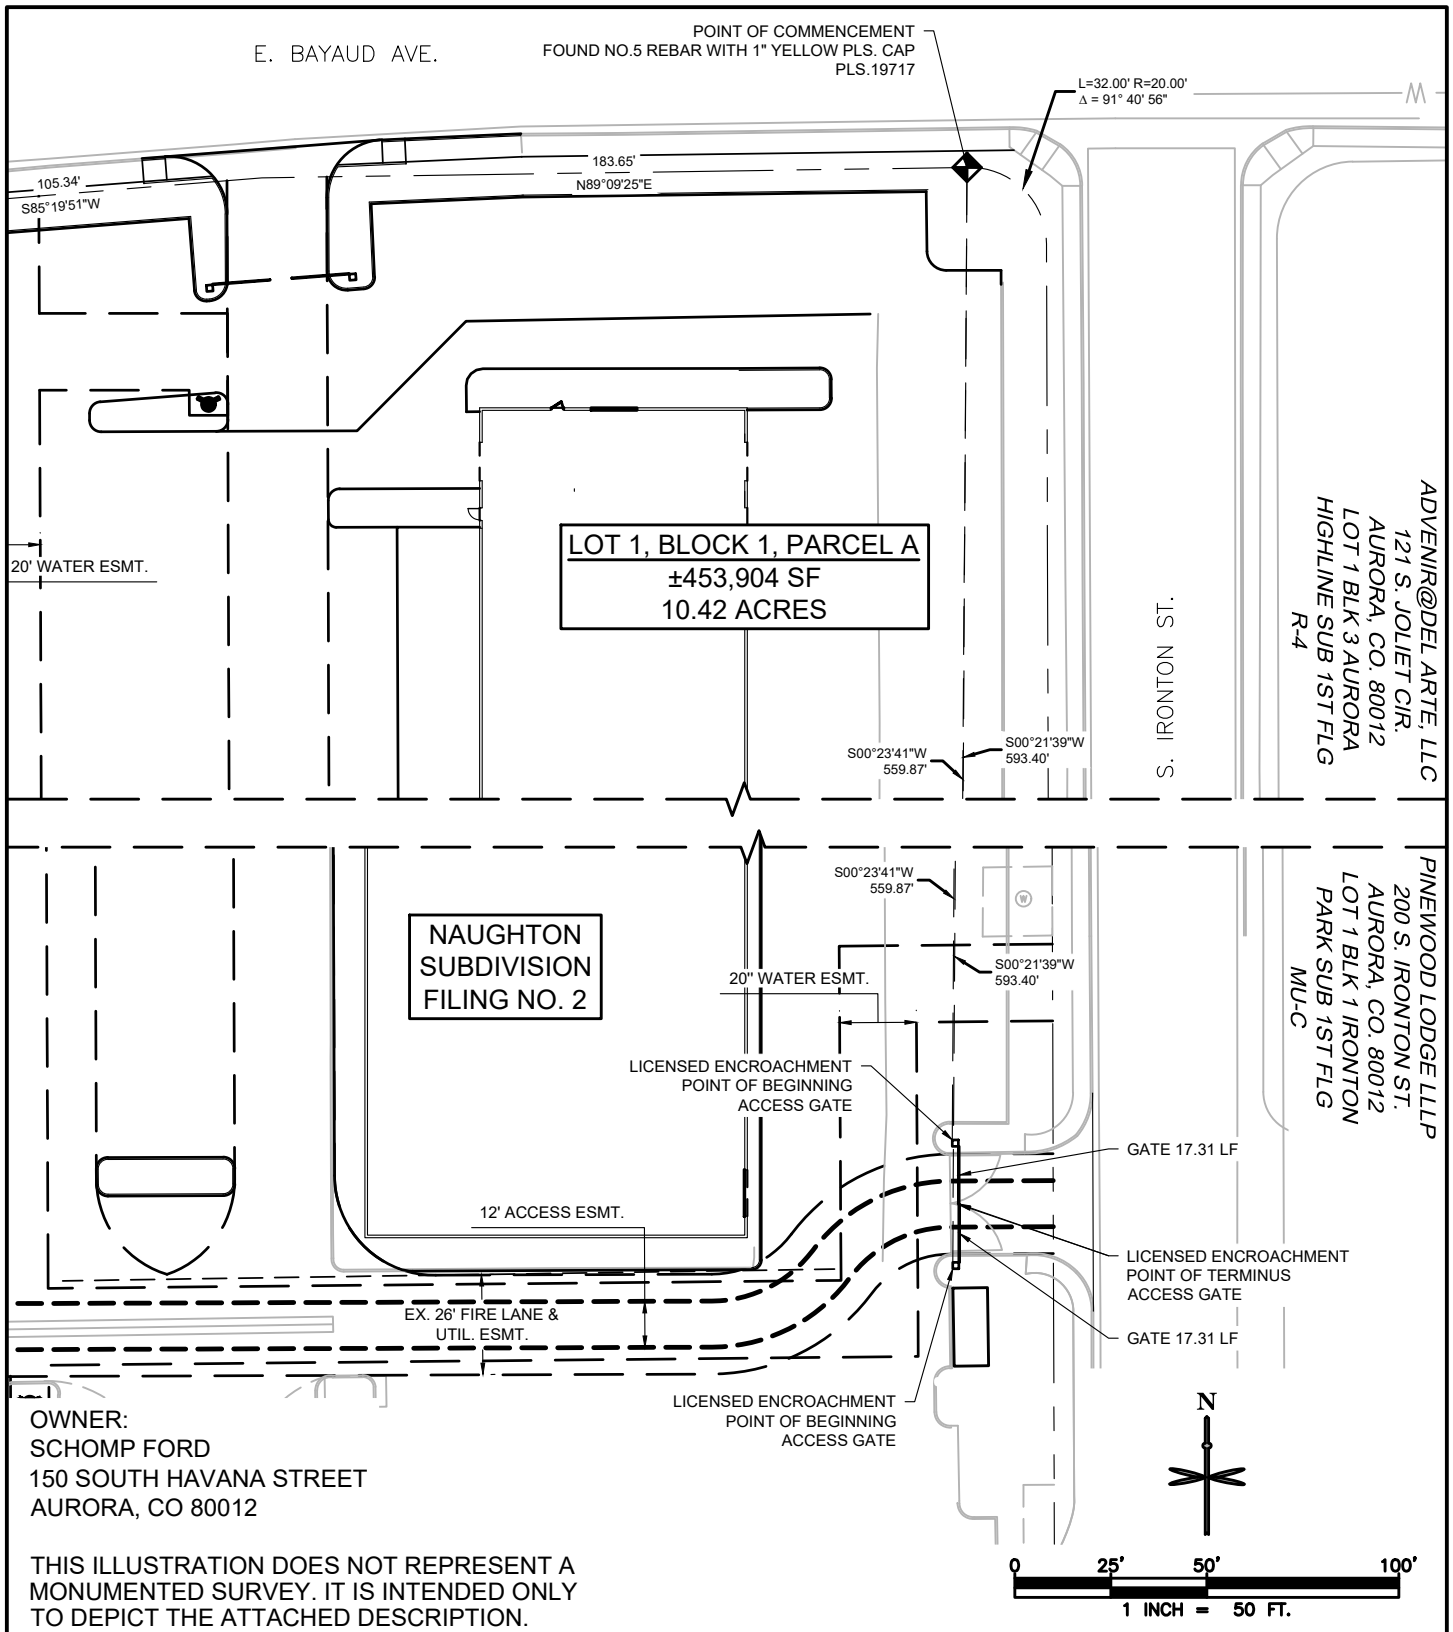 E. BAYAUD AVE.
POINT OF COMMENCEMENT
FOUND NO.5 REBAR WITH 1" YELLOW PLS. CAP
PLS.19717
L=32.00' R=20.00'
Δ = 91° 40' 56"
W
105.34'
S85°19'51"W
183.65'
N89°09'25"E
20' WATER ESMT.
LOT 1, BLOCK 1, PARCEL A
±453,904 SF
10.42 ACRES
S. IRONTON ST.
ADVENIR@DEL ARTE, LLC
121 S. JOLIET CIR.
AURORA, CO. 80012
LOT 1 BLK 3 AURORA
HIGHLINE SUB 1ST FLG
R-4
S00°23'41"W
559.87'
S00°21'39"W
593.40'
S00°23'41"W
559.87'
W
S00°21'39"W
593.40'
PINEWOOD LODGE LLLP
200 S. IRONTON ST.
AURORA, CO. 80012
LOT 1 BLK 1 IRONTON
PARK SUB 1ST FLG
MU-C
NAUGHTON
SUBDIVISION
FILING NO. 2
20" WATER ESMT.
LICENSED ENCROACHMENT
POINT OF BEGINNING
ACCESS GATE
GATE 17.31 LF
12' ACCESS ESMT.
LICENSED ENCROACHMENT
POINT OF TERMINUS
ACCESS GATE
EX. 26' FIRE LANE &
UTIL. ESMT.
GATE 17.31 LF
LICENSED ENCROACHMENT
POINT OF BEGINNING
ACCESS GATE
OWNER:
SCHOMP FORD
150 SOUTH HAVANA STREET
AURORA, CO 80012
THIS ILLUSTRATION DOES NOT REPRESENT A
MONUMENTED SURVEY. IT IS INTENDED ONLY
TO DEPICT THE ATTACHED DESCRIPTION.
N
0 25' 50' 100'
1 INCH = 50 FT.